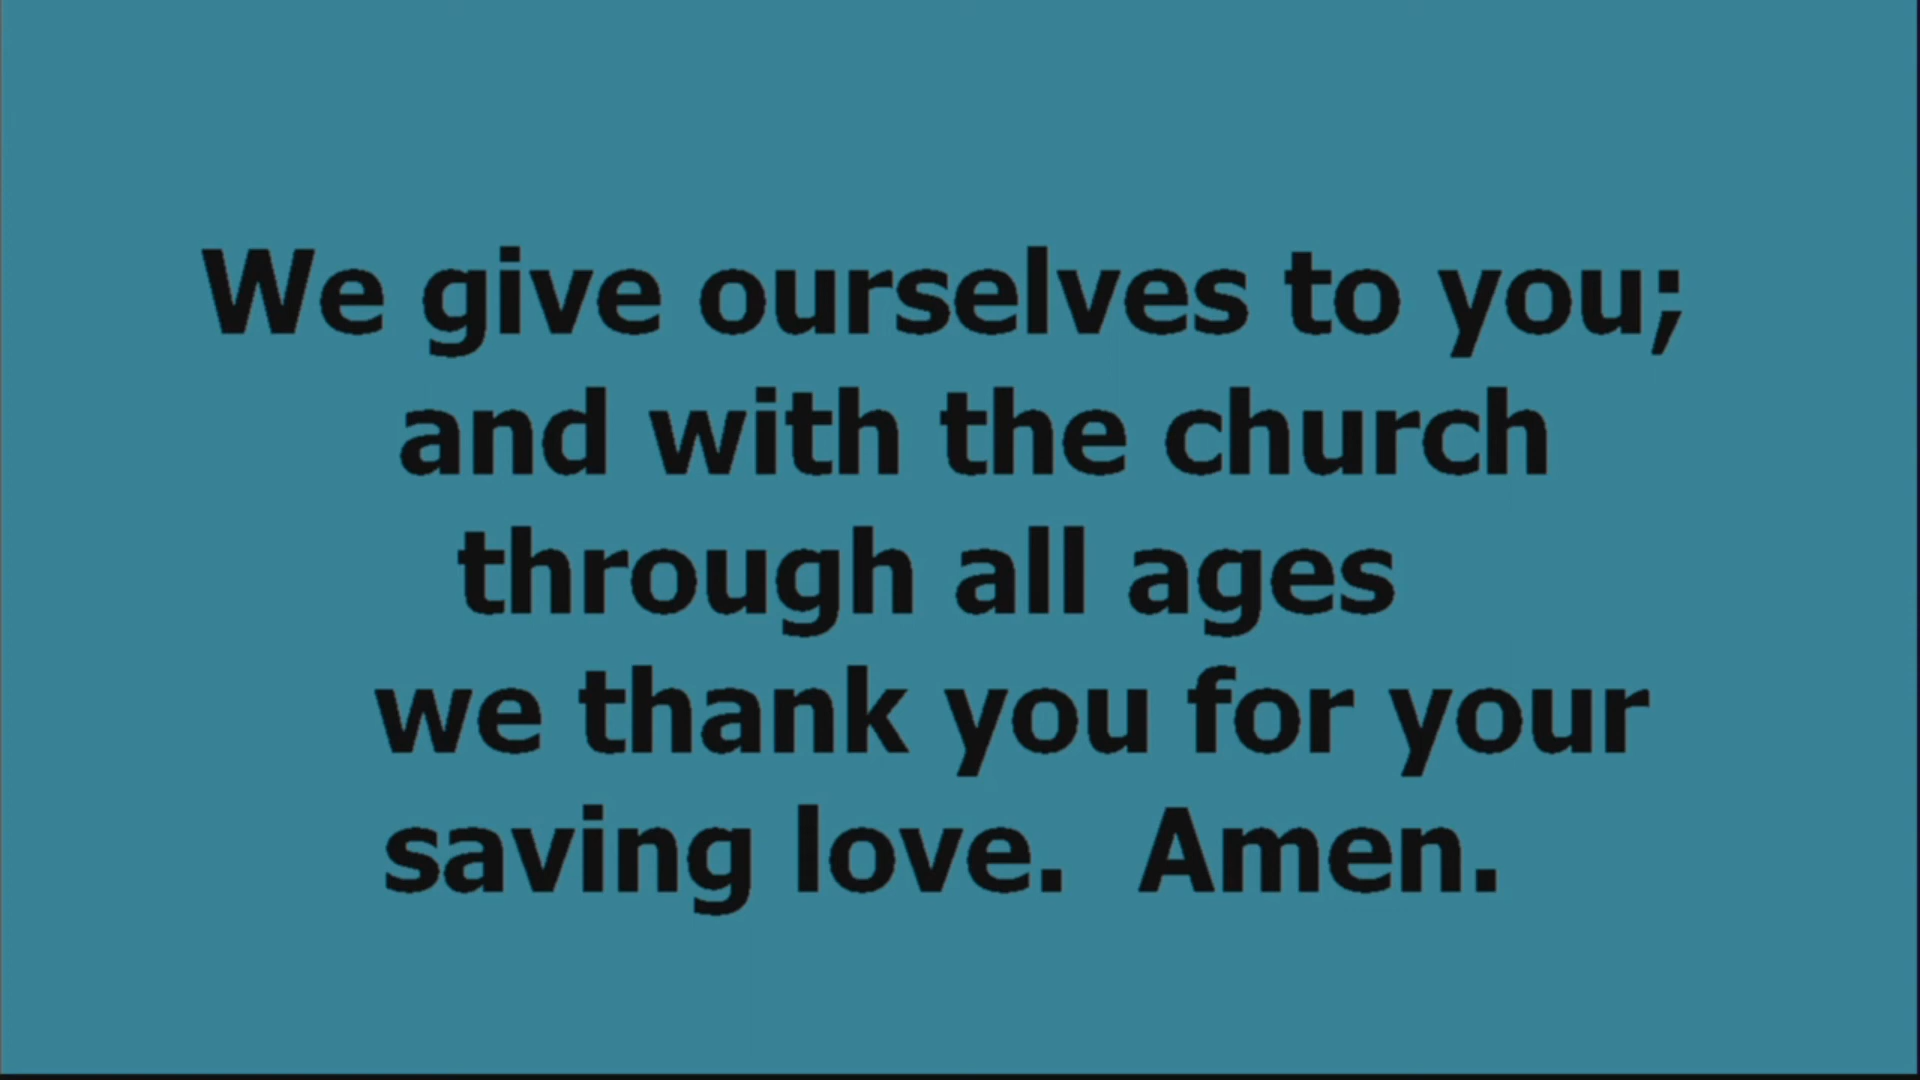 We give ourselves to you;
and with the church
through all ages
we thank you for your
saving love.  Amen.